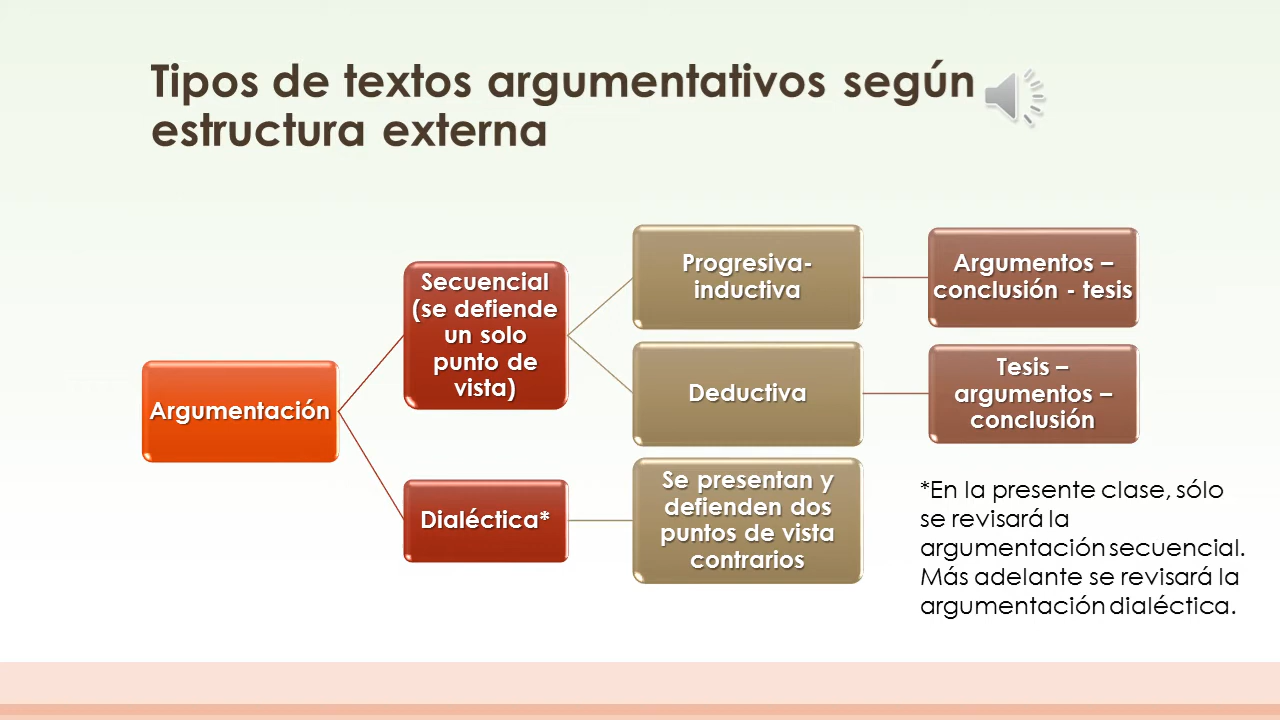 Tipos de textos argumentativos según
estructura externa
Argumentación
Secuencial
(se defiende
un solo
punto de
vista)
Progresiva-
inductiva
Argumentos –
conclusión - tesis
Deductiva
Tesis –
argumentos –
conclusión
Dialéctica*
Se presentan y
defienden dos
puntos de vista
contrarios
*En la presente clase, sólo
se revisará la
argumentación secuencial.
Más adelante se revisará la
argumentación dialéctica.